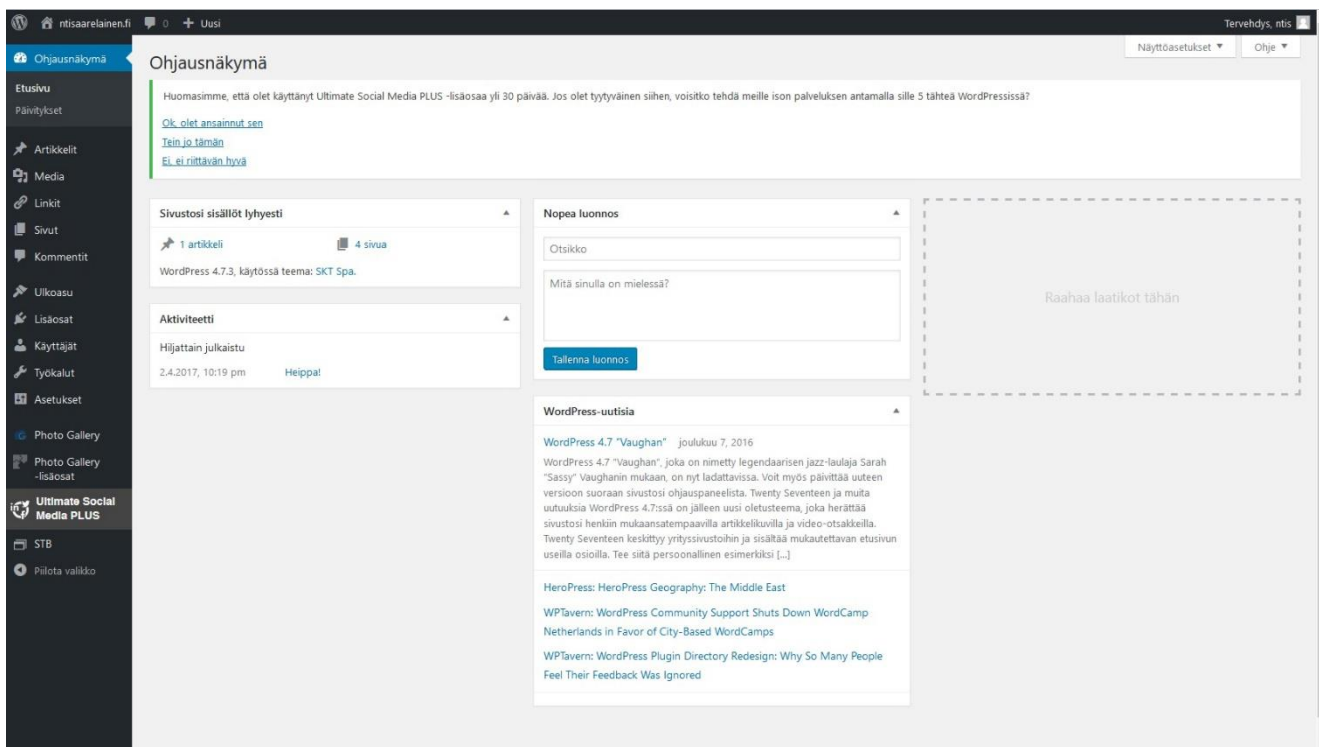 ntisaarelainen.fi 0 Uusi Tervehdys, ntis
Näyttöasetukset Ohje
Ohjausnäkymä
Etusivu
Päivitykset
Artikkelit
Media
Linkit
Sivut
Kommentit
Ulkoasu
Lisäosat
Käyttäjät
Työkalut
Asetukset
Photo Gallery
Photo Gallery
-lisäosat
Ultimate Social
Media PLUS
STB
Piilota valikko
Ohjausnäkymä
Huomasimme, että olet käyttänyt Ultimate Social Media PLUS -lisäosaa yli 30 päivää. Jos olet tyytyväinen siihen, voisitko tehdä meille ison palveluksen antamalla sille 5 tähteä WordPressissä?
Ok, olet ansainnut sen
Tein jo tämän
Ei, ei riittävän hyvä
Sivustosi sisällöt lyhyesti
1 artikkeli 4 sivua
WordPress 4.7.3, käytössä teema: SKT Spa.
Aktiviteetti
Hiljattain julkaistu
2.4.2017, 10:19 pm Heippa!
Nopea luonnos
Otsikko
Mitä sinulla on mielessä?
Tallenna luonnos
WordPress-uutisia
WordPress 4.7 "Vaughan" joulukuu 7, 2016
WordPress 4.7 "Vaughan", joka on nimetty legendaarisen jazz-laulaja Sarah
"Sassy" Vaughanin mukaan, on nyt ladattavissa. Voit myös päivittää uuteen
versioon suoraan sivustosi ohjauspaneelista. Twenty Seventeen ja muita
uutuuksia WordPress 4.7:ssä on jälleen uusi oletusteema, joka herättää
sivustosi henkiin mukaansatempaavilla artikkelikuvilla ja video-otsakkeilla.
Twenty Seventeen keskittyy yrityssivustoihin ja sisältää mukautettavan etusivun
useilla osioilla. Tee siitä persoonallinen esimerkiksi [...]
HeroPress: HeroPress Geography: The Middle East
WPTavern: WordPress Community Support Shuts Down WordCamp
Netherlands in Favor of City-Based WordCamps
WPTavern: WordPress Plugin Directory Redesign: Why So Many People
Feel Their Feedback Was Ignored
Raahaa laatikot tähän